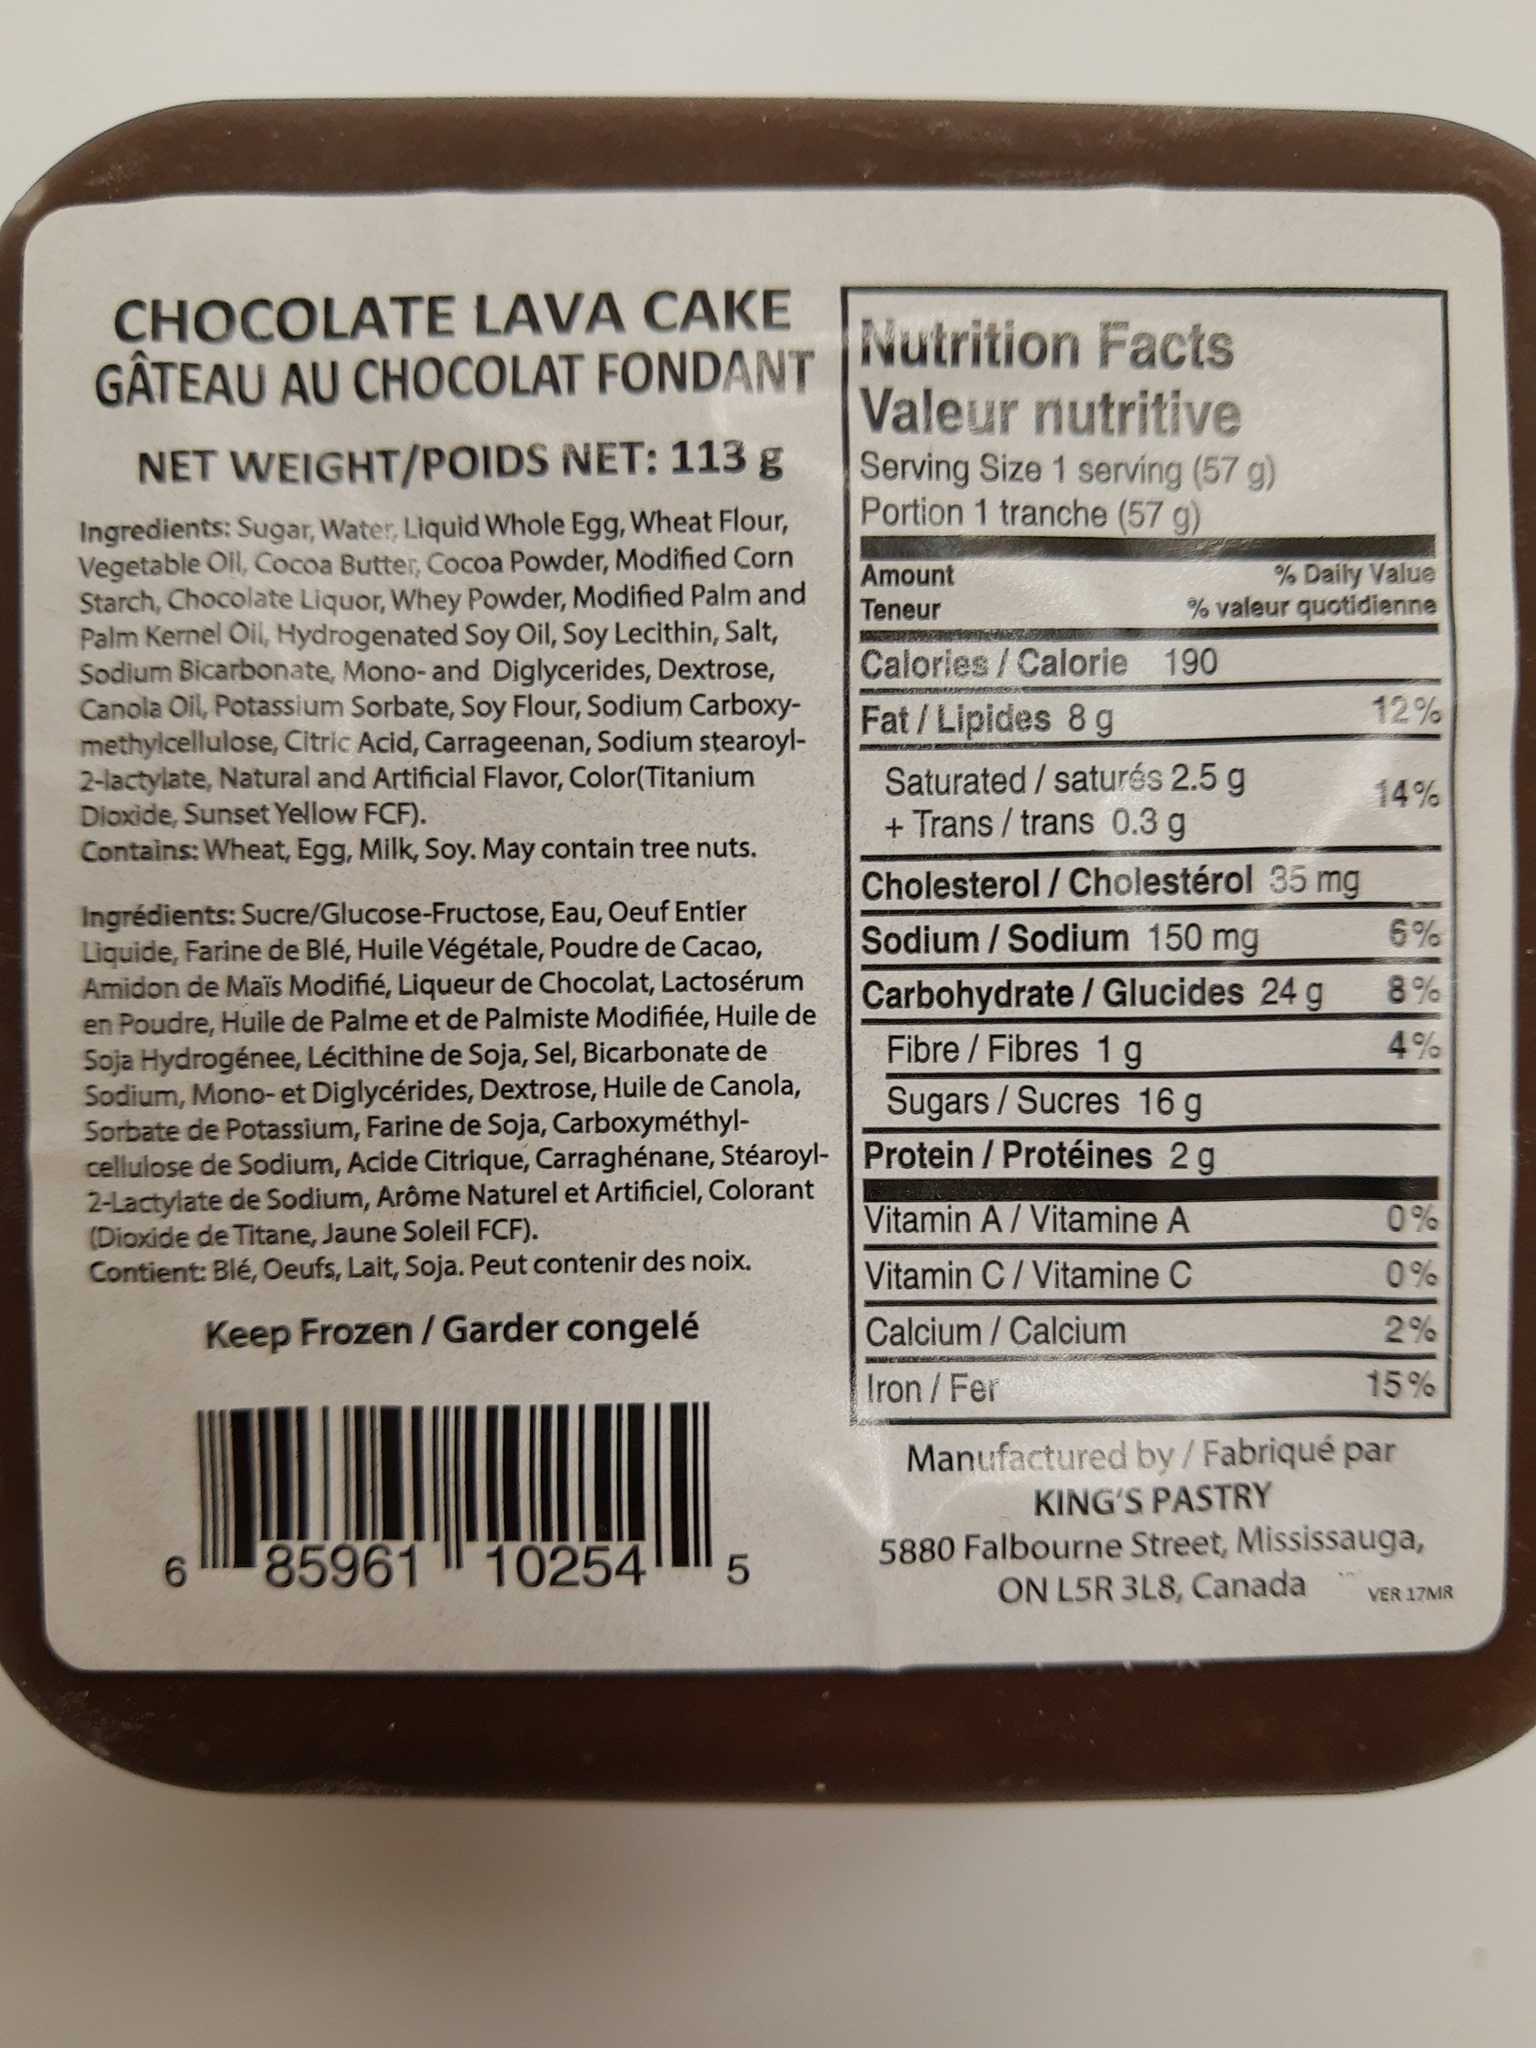 CHOCOLATE LAVA CAKE
GÂTEAU AU CHOCOLAT FONDANT
NET WEIGHT/POIDS NET: 113 g
Ingredients: Sugar, Water, Liquid Whole Egg, Wheat Flour,
Vegetable Oil, Cocoa Butter, Cocoa Powder, Modified Corn
Starch, Chocolate Liquor, Whey Powder, Modified Palm and
Palm Kernel Oil, Hydrogenated Soy Oil, Soy Lecithin, Salt,
Sodium Bicarbonate, Mono- and Diglycerides, Dextrose,
Canola Oil, Potassium Sorbate, Soy Flour, Sodium Carboxy-
methylcellulose, Citric Acid, Carrageenan, Sodium stearoyl-
2-lactylate, Natural and Artificial Flavor, Color(Titanium
Dioxide, Sunset Yellow FCF).
Contains: Wheat, Egg, Milk, Soy. May contain tree nuts.
Ingrédients: Sucre/Glucose-Fructose, Eau, Oeuf Entier
Liquide, Farine de Blé, Huile Végétale, Poudre de Cacao,
Amidon de Maïs Modifié, Liqueur de Chocolat, Lactosérum
en Poudre, Huile de Palme et de Palmiste Modifiée, Huile de
Soja Hydrogénee, Lécithine de Soja, Sel, Bicarbonate de
Sodium, Mono- et Diglycérides, Dextrose, Huile de Canola,
Sorbate de Potassium, Farine de Soja, Carboxyméthyl-
cellulose de Sodium, Acide Citrique, Carraghénane, Stéaroyl-
2-Lactylate de Sodium, Arôme Naturel et Artificiel, Colorant
(Dioxide de Titane, Jaune Soleil FCF).
Contient: Blé, Oeufs, Lait, Soja. Peut contenir des noix.
Keep Frozen / Garder congelé
6 85961 10254 5
Nutrition Facts
Valeur nutritive
Serving Size 1 serving (57 g)
Portion 1 tranche (57 g)
Amount % Daily Value
Teneur % valeur quotidienne
Calories / Calorie 190
Fat / Lipides 8 g 12%
Saturated / saturés 2.5 g 14%
+ Trans / trans 0.3 g
Cholesterol / Cholestérol 35 mg
Sodium / Sodium 150 mg 6%
Carbohydrate / Glucides 24 g 8%
Fibre / Fibres 1 g 4%
Sugars / Sucres 16 g
Protein / Protéines 2 g
Vitamin A / Vitamine A 0%
Vitamin C / Vitamine C 0%
Calcium / Calcium 2%
Iron / Fer 15%
Manufactured by / Fabriqué par
KING'S PASTRY
5880 Falbourne Street, Mississauga,
ON L5R 3L8, Canada
VER 17MR